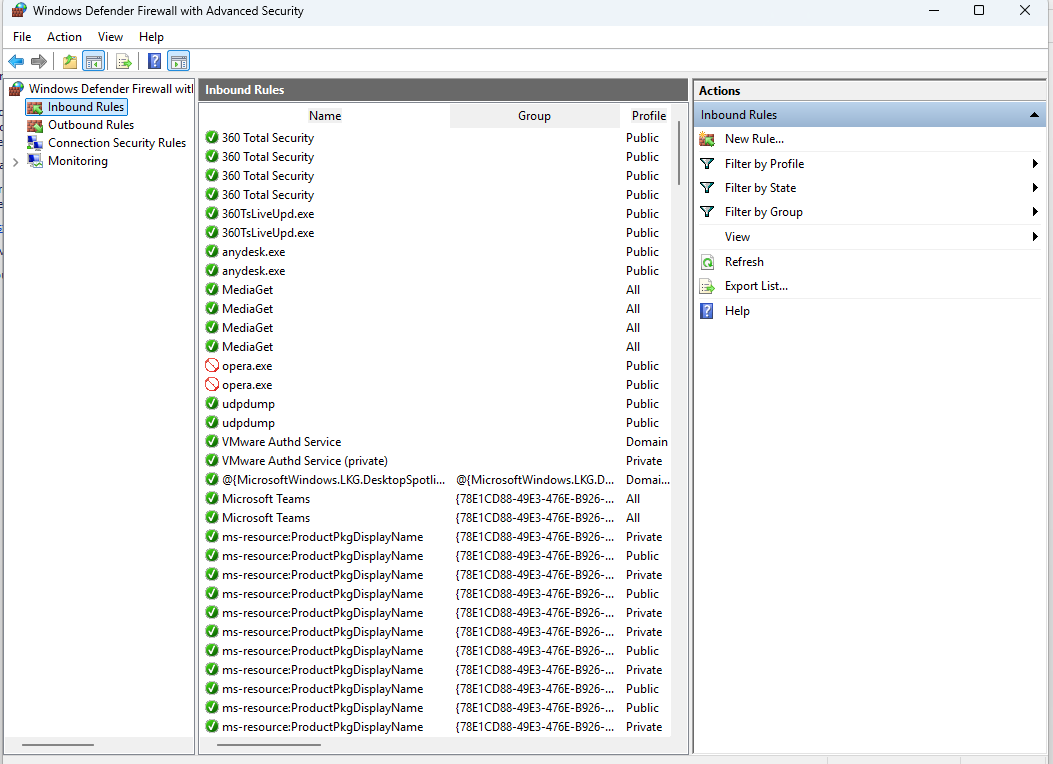 Windows Defender Firewall with Advanced Security
File Action View Help
Windows Defender Firewall witl
Inbound Rules
Outbound Rules
Connection Security Rules
Monitoring
Inbound Rules
Name Group Profile
360 Total Security Public
360 Total Security Public
360 Total Security Public
360 Total Security Public
360TsLiveUpd.exe Public
360TsLiveUpd.exe Public
anydesk.exe Public
anydesk.exe Public
MediaGet All
MediaGet All
MediaGet All
MediaGet All
opera.exe Public
opera.exe Public
udpdump Public
udpdump Public
VMware Authd Service Domain
VMware Authd Service (private) Private
@{MicrosoftWindows.LKG.DesktopSpotli... @{MicrosoftWindows.LKG.D... Domai...
Microsoft Teams {78E1CD88-49E3-476E-B926-... All
Microsoft Teams {78E1CD88-49E3-476E-B926-... All
ms-resource:ProductPkgDisplayName {78E1CD88-49E3-476E-B926-... Private
ms-resource:ProductPkgDisplayName {78E1CD88-49E3-476E-B926-... Public
ms-resource:ProductPkgDisplayName {78E1CD88-49E3-476E-B926-... Private
ms-resource:ProductPkgDisplayName {78E1CD88-49E3-476E-B926-... Public
ms-resource:ProductPkgDisplayName {78E1CD88-49E3-476E-B926-... Private
ms-resource:ProductPkgDisplayName {78E1CD88-49E3-476E-B926-... Private
ms-resource:ProductPkgDisplayName {78E1CD88-49E3-476E-B926-... Public
ms-resource:ProductPkgDisplayName {78E1CD88-49E3-476E-B926-... Private
ms-resource:ProductPkgDisplayName {78E1CD88-49E3-476E-B926-... Public
ms-resource:ProductPkgDisplayName {78E1CD88-49E3-476E-B926-... Public
ms-resource:ProductPkgDisplayName {78E1CD88-49E3-476E-B926-... Private
Actions
Inbound Rules
New Rule...
Filter by Profile
Filter by State
Filter by Group
View
Refresh
Export List...
Help